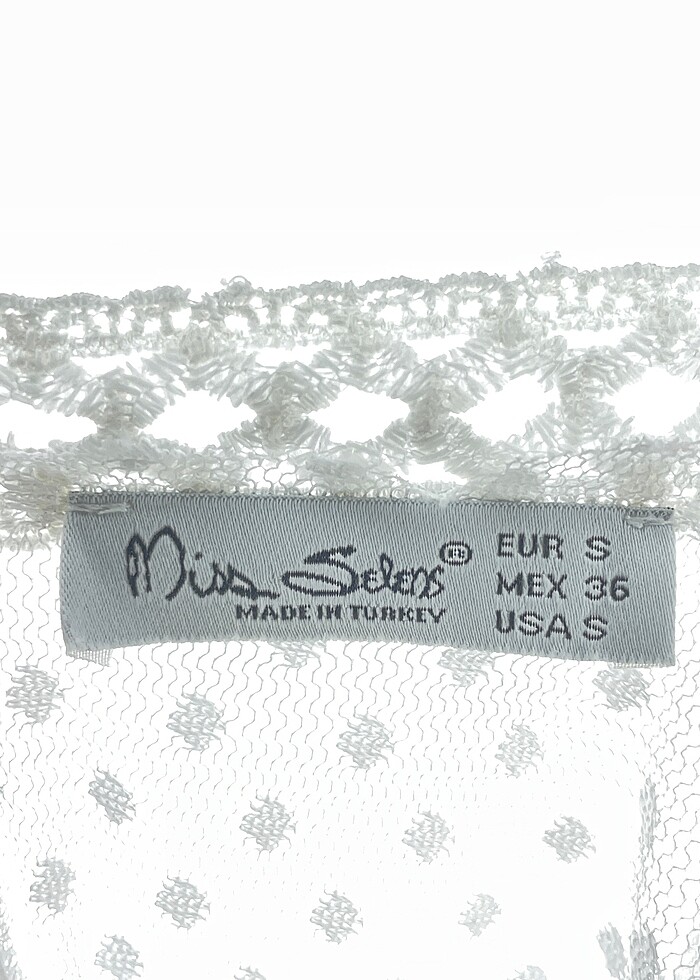 Miss Selens ®
MADE IN TURKEY
EUR S
MEX 36
USA S